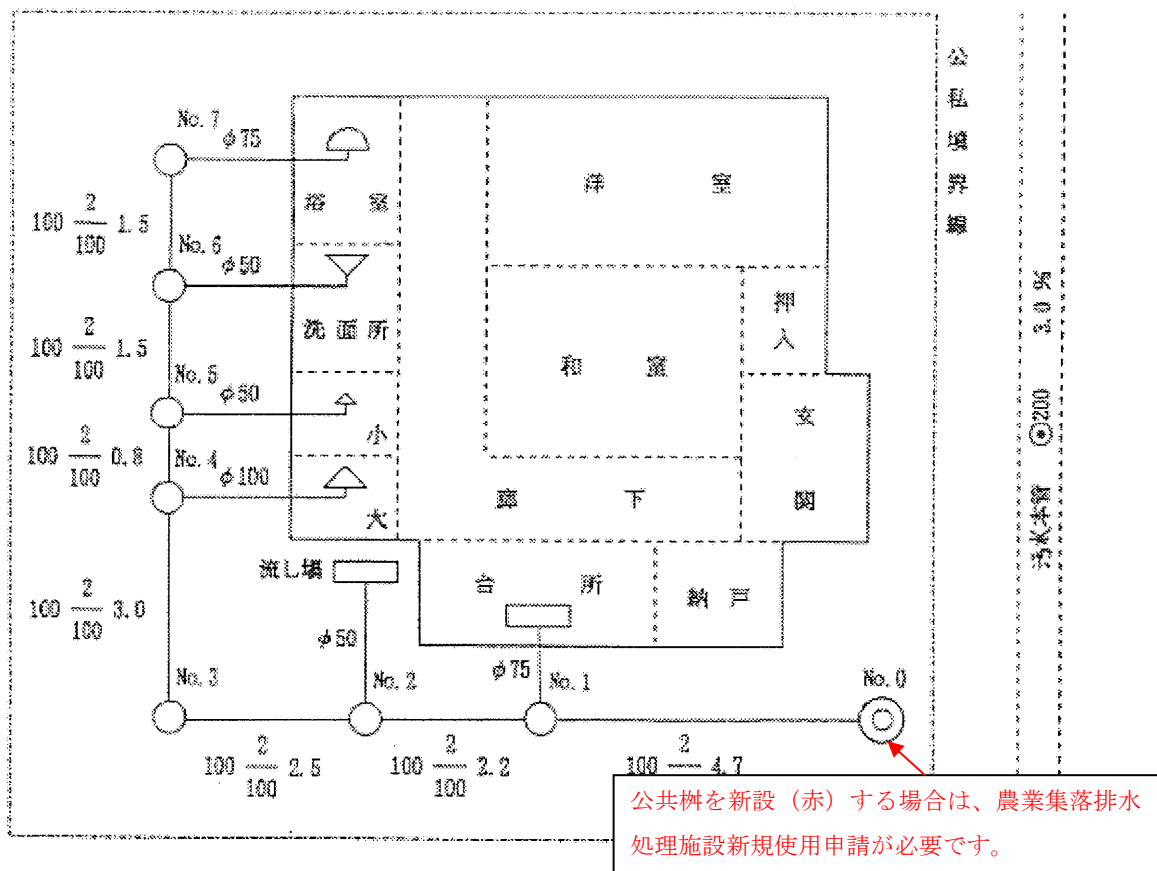 No.7
φ75
100 2/100 1.5
浴室
No.6
φ50
100 2/100 1.5
洗面所
No.5
φ50
小
100 2/100 0.8
No.4
φ100
大
100 2/100 3.0
No.3
流し場
φ50
No.2
100 2/100 2.5
台所
φ75
No.1
100 2/100 2.2
納戸
洋室
和室
押入
玄関
廊下
No.0
100 2 4.7
公私境界線
汚水本管 200 3.0%
公共桝を新設（赤）する場合は、農業集落排水
処理施設新規使用申請が必要です。